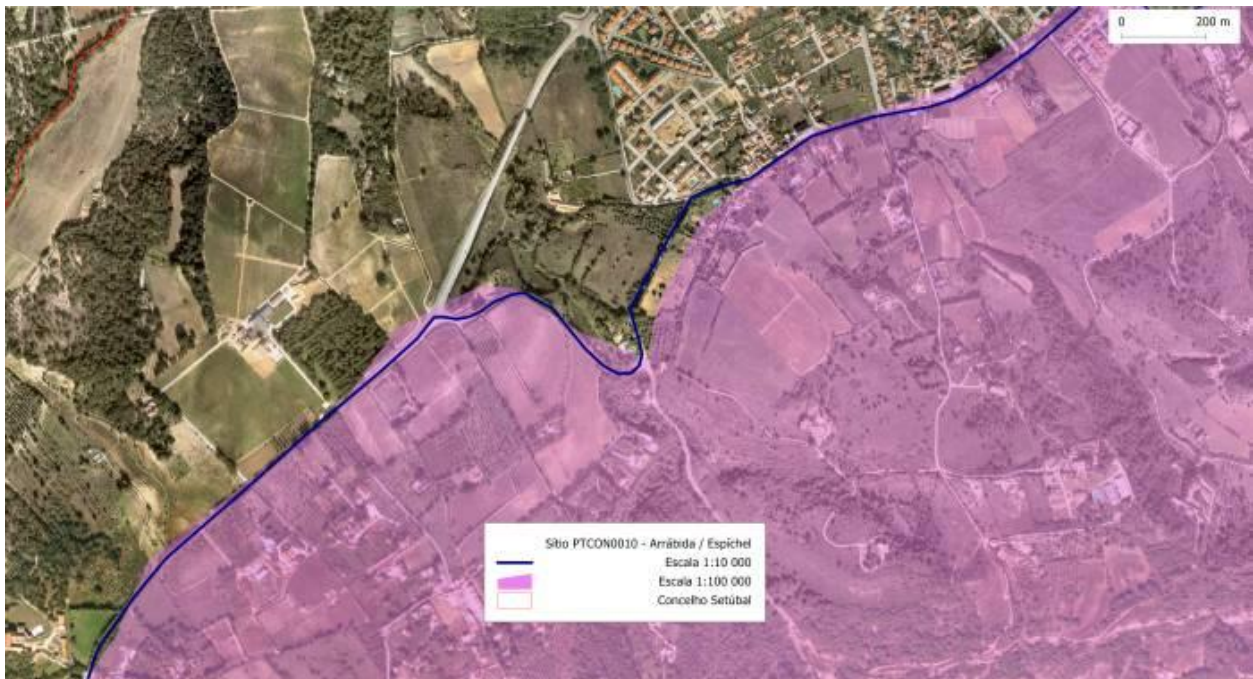 0 200 m
Sítio PTCON0010 - Arrábida / Espichel
Escala 1:10 000
Escala 1:100 000
Concelho Setúbal